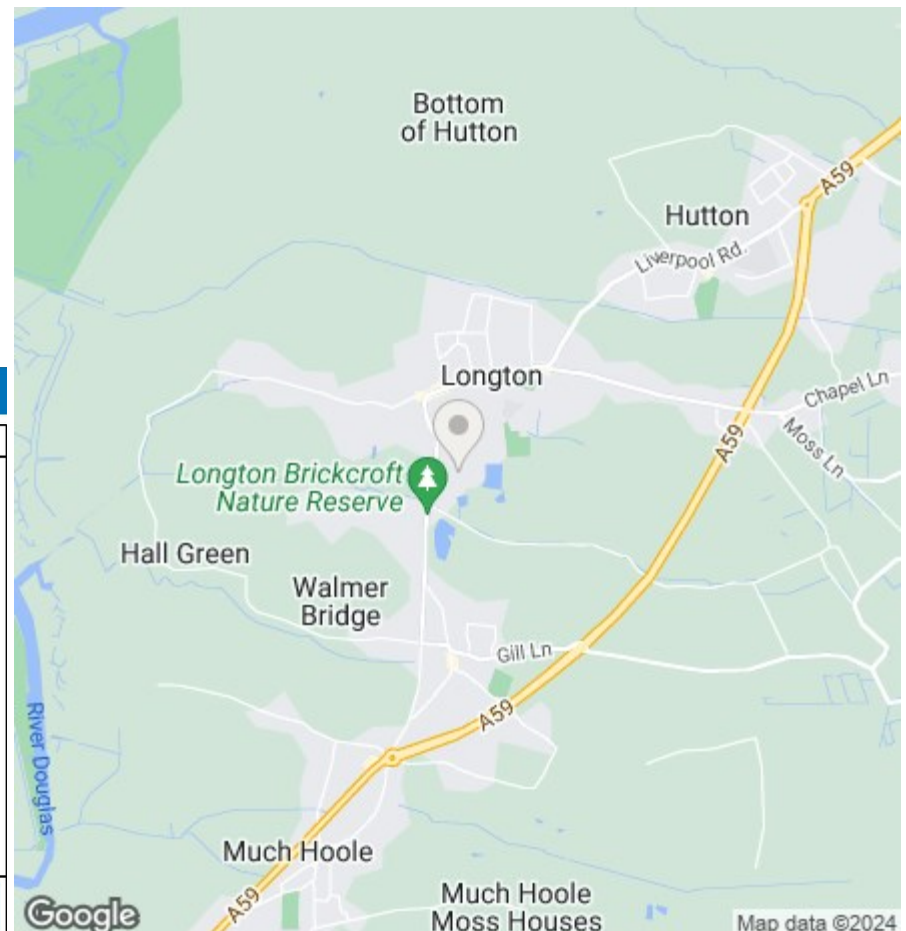 Bottom
of Hutton
A59
Hutton
Liverpool Rd.
Longton
Chapel Ln
Moss Ln
A59
Longton Brickcroft
Nature Reserve
Hall Green
Walmer
Bridge
Gill Ln
River Douglas
A59
Much Hoole
Much Hoole
Moss Houses
A59
Google
Map data ©2024